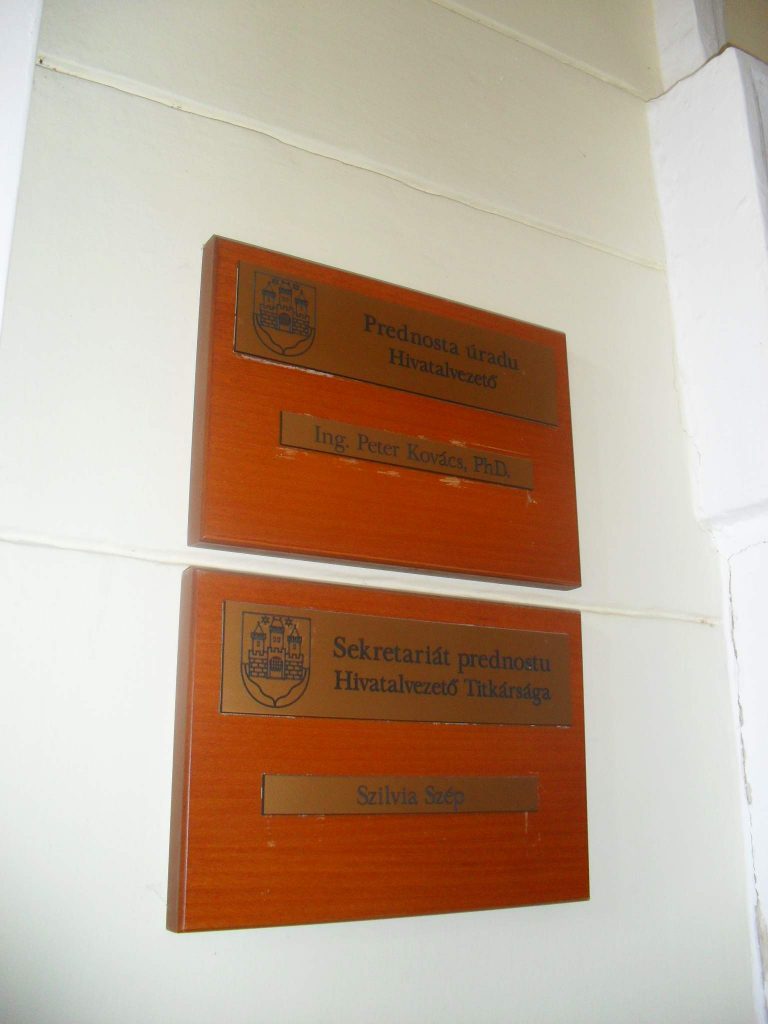 Prednosta úradu
Hivatalvezető
Ing. Peter Kovács, PhD.
Sekretariát prednostu
Hivatalvezető Titkársága
Szilvia Szép